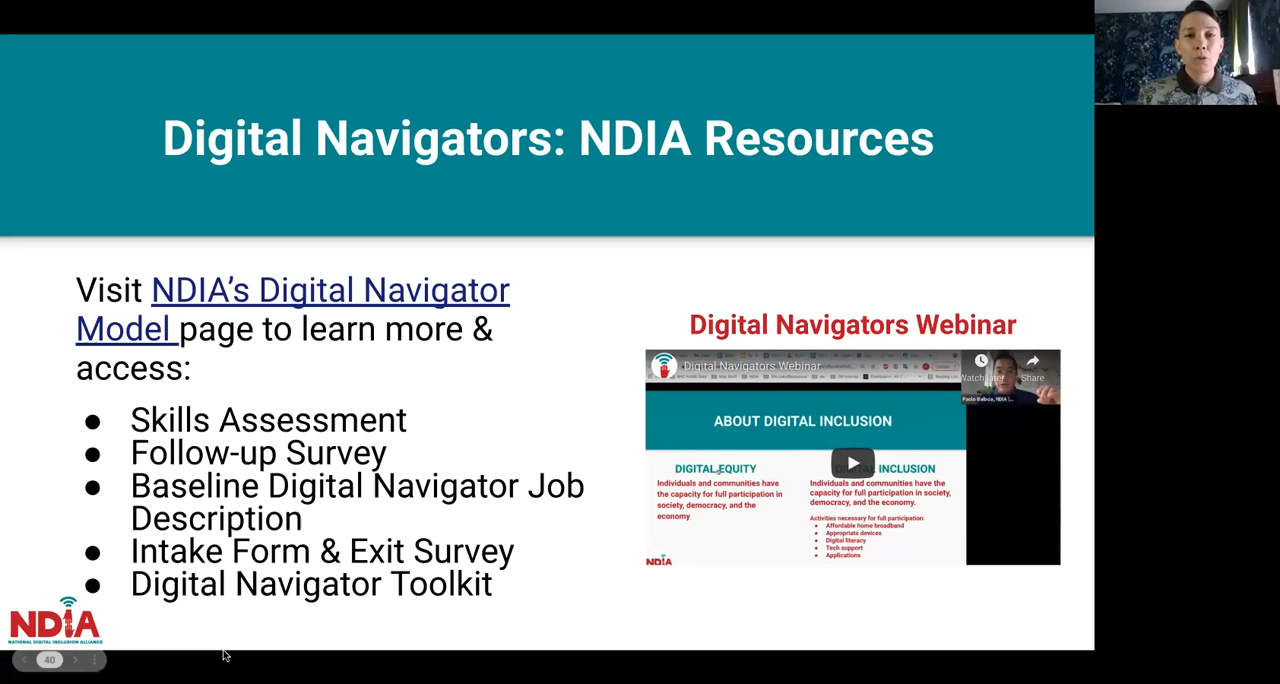 Digital Navigators: NDIA Resources
Visit NDIA's Digital Navigator
Model page to learn more &
access:
● Skills Assessment
● Follow-up Survey
● Baseline Digital Navigator Job
Description
● Intake Form & Exit Survey
● Digital Navigator Toolkit
Digital Navigators Webinar
Digital Navigators Webinar
Watch later
Share
Paolo Balboa, NDIA
ABOUT DIGITAL INCLUSION
DIGITAL EQUITY
Individuals and communities have
the capacity for full participation in
society, democracy, and the
economy
DIGITAL INCLUSION
Individuals and communities have the
capacity for full participation in society,
democracy, and the economy.
Activities necessary for full participation:
● Affordable home broadband
● Appropriate devices
● Digital literacy
● Tech support
● Applications
NDIA
NDIA
NATIONAL DIGITAL INCLUSION ALLIANCE
40